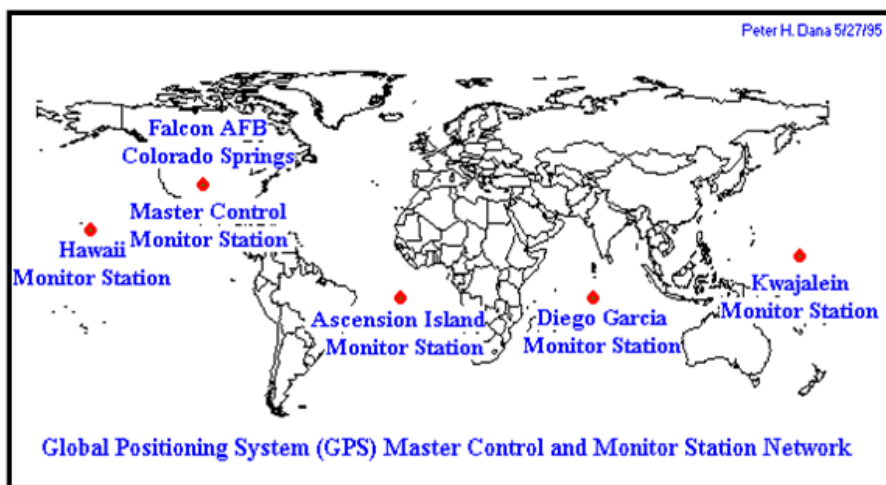 Peter H. Dana 5/27/95
Falcon AFB
Colorado Springs
Master Control
Monitor Station
Hawaii
Monitor Station
Ascension Island
Monitor Station
Diego Garcia
Monitor Station
Kwajalein
Monitor Station
Global Positioning System (GPS) Master Control and Monitor Station Network